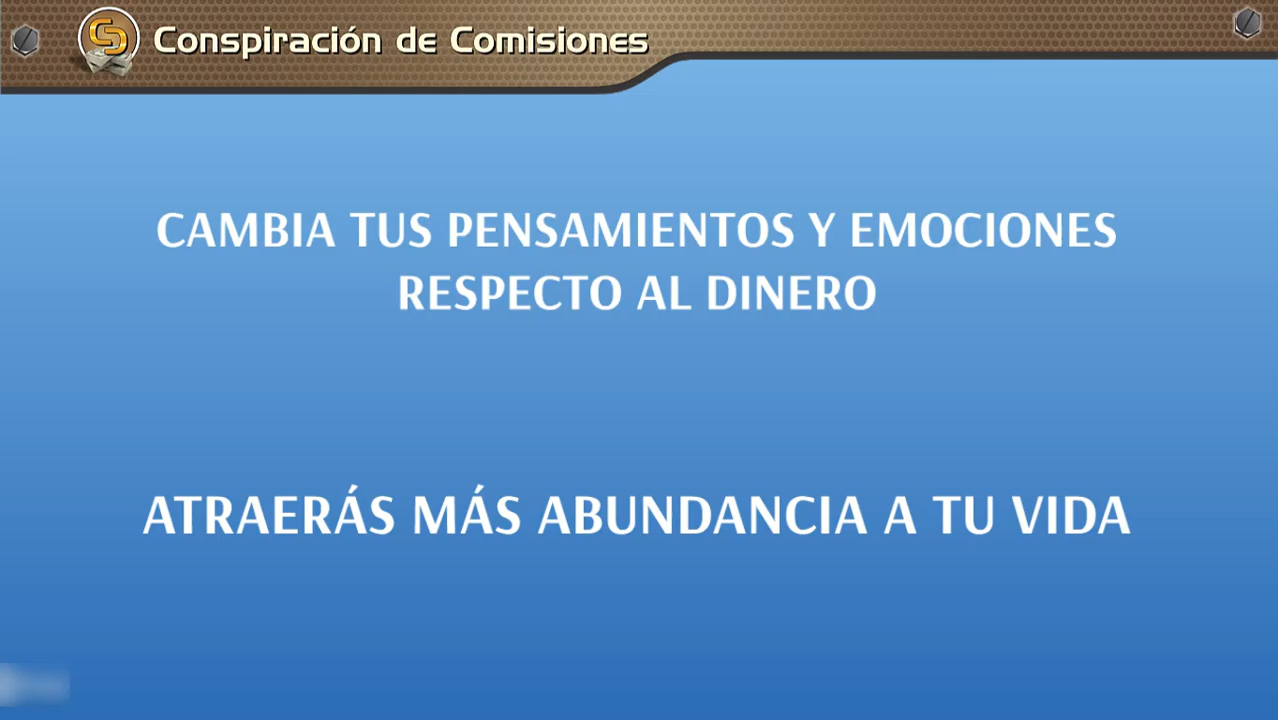 Conspiración de Comisiones
CAMBIA TUS PENSAMIENTOS Y EMOCIONES
RESPECTO AL DINERO
ATRAERÁS MÁS ABUNDANCIA A TU VIDA